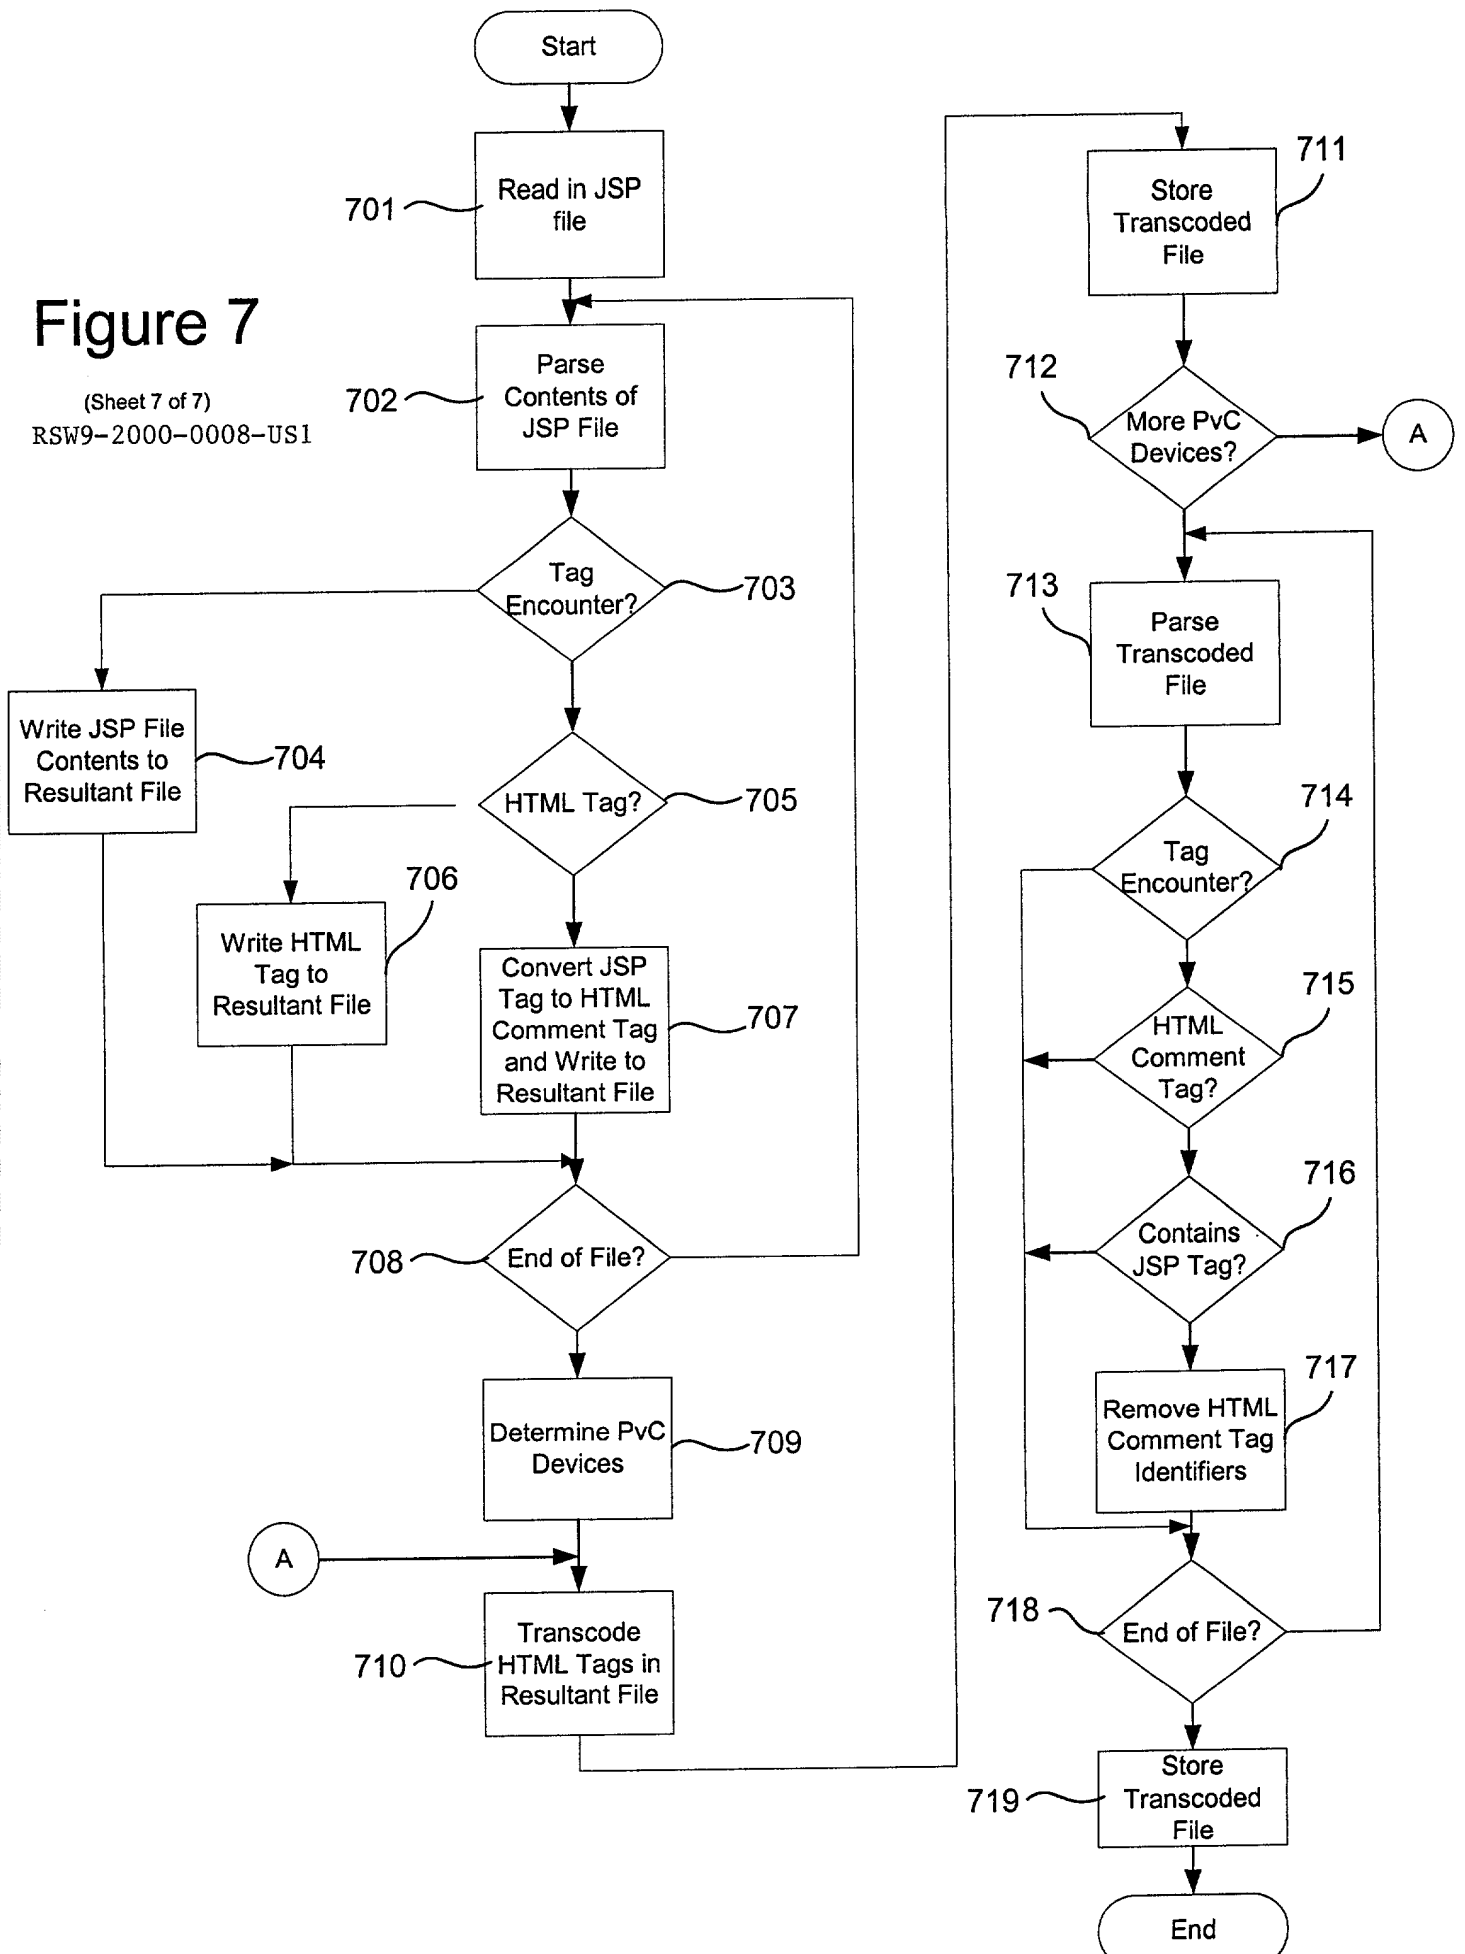 Start
Read in JSP
file
701
Figure 7
(Sheet 7 of 7)
RSW9-2000-0008-US1
Parse
Contents of
JSP File
702
Tag
Encounter?
703
Write JSP File
Contents to
Resultant File
704
HTML Tag?
705
706
Write HTML
Tag to
Resultant File
Convert JSP
Tag to HTML
Comment Tag
and Write to
Resultant File
707
708
End of File?
Determine PvC
Devices
709
A
710
Transcode
HTML Tags in
Resultant File
711
Store
Transcoded
File
712
More PvC
Devices?
A
713
Parse
Transcoded
File
714
Tag
Encounter?
715
HTML
Comment
Tag?
716
Contains
JSP Tag?
717
Remove HTML
Comment Tag
Identifiers
718
End of File?
719
Store
Transcoded
File
End